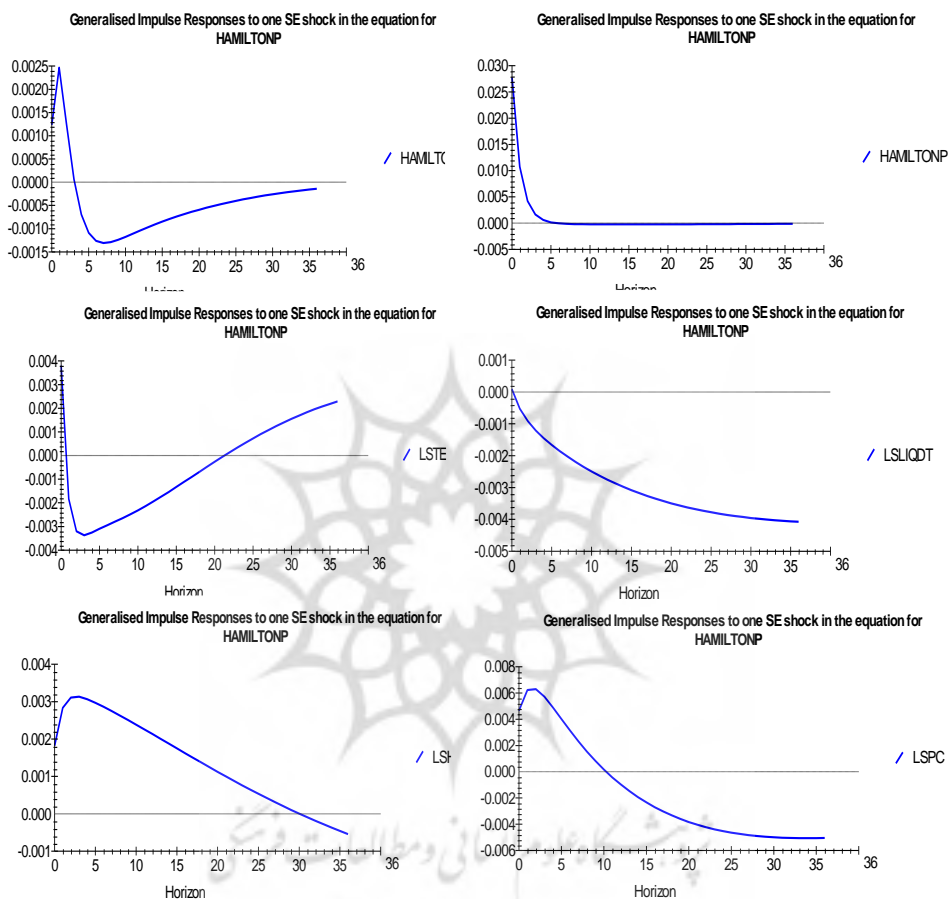 Generalised Impulse Responses to one SE shock in the equation for
HAMILTONP
0.0025
0.0020
0.0015
0.0010
0.0005
0.0000
-0.0005
-0.0010
-0.0015
HAMILT
0 5 10 15 20 25 30 35 36
Horizon
Generalised Impulse Responses to one SE shock in the equation for
HAMILTONP
0.030
0.025
0.020
0.015
0.010
0.005
0.000
-0.005
HAMILTONP
0 5 10 15 20 25 30 35 36
Horizon
Generalised Impulse Responses to one SE shock in the equation for
HAMILTONP
0.004
0.003
0.002
0.001
0.000
-0.001
-0.002
-0.003
-0.004
LSTE
0 5 10 15 20 25 30 35 36
Horizon
Generalised Impulse Responses to one SE shock in the equation for
HAMILTONP
0.001
0.000
-0.001
-0.002
-0.003
-0.004
-0.005
LSLIQDT
0 5 10 15 20 25 30 35 36
Horizon
Generalised Impulse Responses to one SE shock in the equation for
HAMILTONP
0.004
0.003
0.002
0.001
0.000
-0.001
0 5 10 15 20 25 30 35 36
Horizon
Generalised Impulse Responses to one SE shock in the equation for
HAMILTONP
0.008
0.006
0.004
0.002
0.000
-0.002
-0.004
-0.006
LSPC
0 5 10 15 20 25 30 35 36
Horizon
پژوهشگاه علوم انسانی و مطالعات فرهنگی